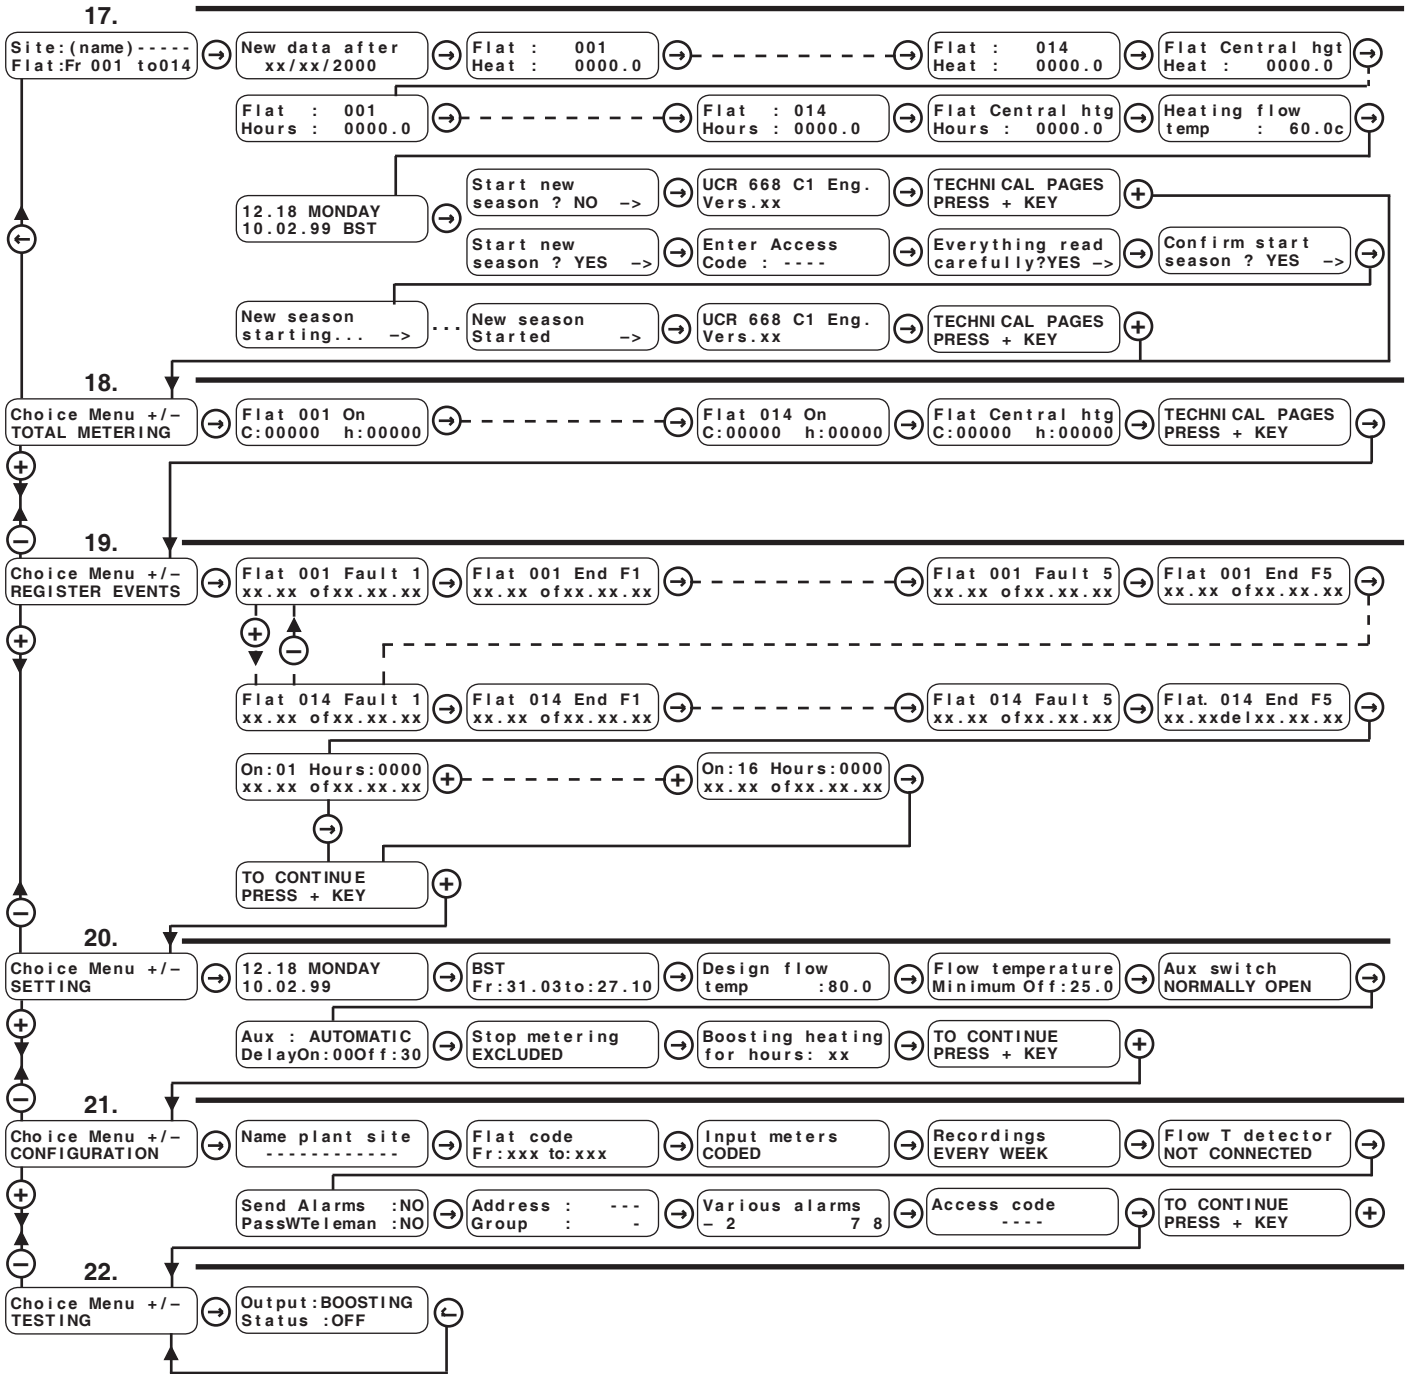 17.
Site:(name)-----
Flat:Fr 001 to014
New data after
xx/xx/2000
Flat : 001
Heat : 0000.0
Flat : 014
Heat : 0000.0
Flat Central hgt
Heat : 0000.0
Flat : 001
Hours : 0000.0
Flat : 014
Hours : 0000.0
Flat Central htg
Hours : 0000.0
Heating flow
temp : 60.0c
12.18 MONDAY
10.02.99 BST
Start new
season ? NO –>
UCR 668 C1 Eng.
Vers.xx
TECHNICAL PAGES
PRESS + KEY
Start new
season ? YES –>
Enter Access
Code : ----
Everything read
carefully?YES –>
Confirm start
season ? YES –>
New season
starting... –>
...
New season
Started –>
UCR 668 C1 Eng.
Vers.xx
TECHNICAL PAGES
PRESS + KEY
18.
Choice Menu +/–
TOTAL METERING
Flat 001 On
C:00000 h:00000
Flat 014 On
C:00000 h:00000
Flat Central htg
C:00000 h:00000
TECHNICAL PAGES
PRESS + KEY
19.
Choice Menu +/–
REGISTER EVENTS
Flat 001 Fault 1
xx.xx ofxx.xx.xx
Flat 001 End F1
xx.xx ofxx.xx.xx
Flat 001 Fault 5
xx.xx ofxx.xx.xx
Flat 001 End F5
xx.xx ofxx.xx.xx
Flat 014 Fault 1
xx.xx ofxx.xx.xx
Flat 014 End F1
xx.xx ofxx.xx.xx
Flat 014 Fault 5
xx.xx ofxx.xx.xx
Flat. 014 End F5
xx.xxdelxx.xx.xx
On:01 Hours:0000
xx.xx ofxx.xx.xx
On:16 Hours:0000
xx.xx ofxx.xx.xx
TO CONTINUE
PRESS + KEY
20.
Choice Menu +/–
SETTING
12.18 MONDAY
10.02.99
BST
Fr:31.03to:27.10
Design flow
temp :80.0
Flow temperature
Minimum Off:25.0
Aux switch
NORMALLY OPEN
Aux : AUTOMATIC
DelayOn:00Off:30
Stop metering
EXCLUDED
Boosting heating
for hours: xx
TO CONTINUE
PRESS + KEY
21.
Choice Menu +/–
CONFIGURATION
Name plant site
------------
Flat code
Fr:xxx to:xxx
Input meters
CODED
Recordings
EVERY WEEK
Flow T detector
NOT CONNECTED
Send Alarms :NO
PassWTeleman :NO
Address : ---
Group : -
Various alarms
– 2 7 8
Access code
----
TO CONTINUE
PRESS + KEY
22.
Choice Menu +/–
TESTING
Output:BOOSTING
Status :OFF